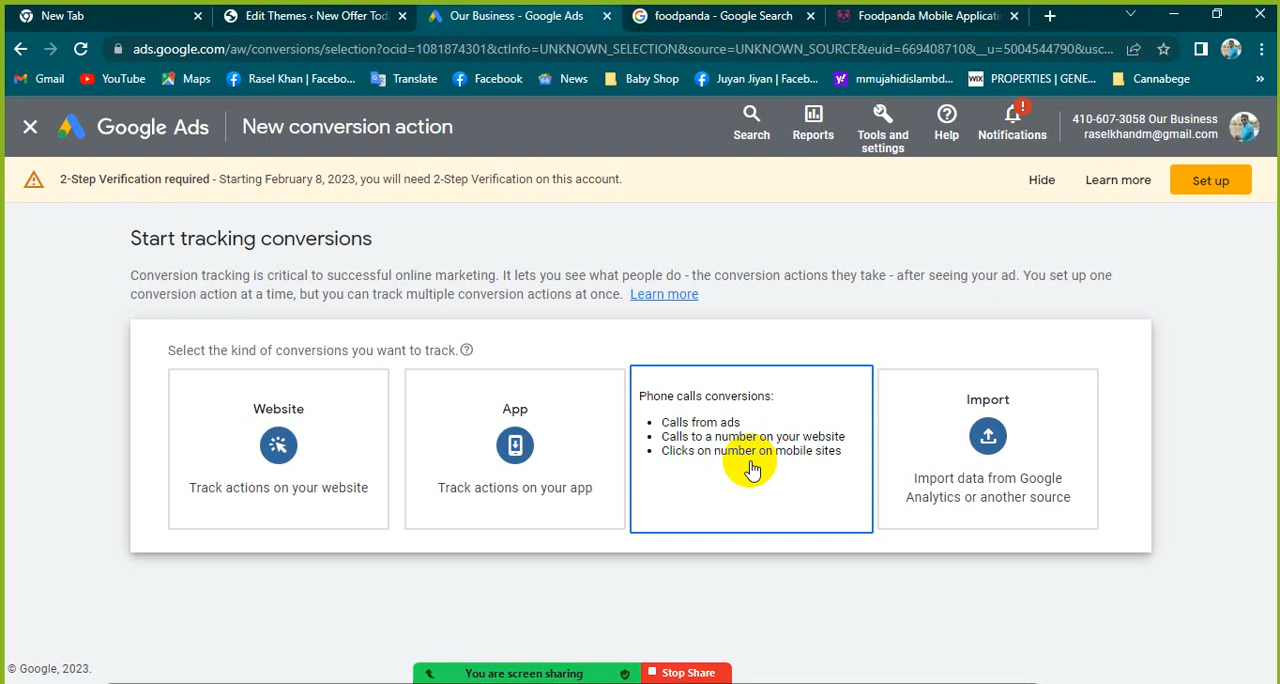 New Tab
Edit Themes ‹ New Offer Tod
Our Business - Google Ads
foodpanda - Google Search
Foodpanda Mobile Applicati
ads.google.com/aw/conversions/selection?ocid=1081874301&ctInfo=UNKNOWN_SELECTION&source=UNKNOWN_SOURCE&euid=669408710&__u=5004544790&usc...
Gmail
YouTube
Maps
Rasel Khan | Facebo...
Translate
Facebook
News
Baby Shop
Juyan Jiyan | Faceb...
mmujahidislambd...
WIX PROPERTIES | GENE...
Cannabege
»
Google Ads
New conversion action
Search
Reports
Tools and
settings
Help
Notifications
410-607-3058 Our Business
raselkhandm@gmail.com
2-Step Verification required - Starting February 8, 2023, you will need 2-Step Verification on this account.
Hide
Learn more
Set up
Start tracking conversions
Conversion tracking is critical to successful online marketing. It lets you see what people do - the conversion actions they take - after seeing your ad. You set up one
conversion action at a time, but you can track multiple conversion actions at once. Learn more
Select the kind of conversions you want to track.
Website
Track actions on your website
App
Track actions on your app
Phone calls conversions:
• Calls from ads
• Calls to a number on your website
• Clicks on number on mobile sites
Import
Import data from Google
Analytics or another source
© Google, 2023.
You are screen sharing
Stop Share